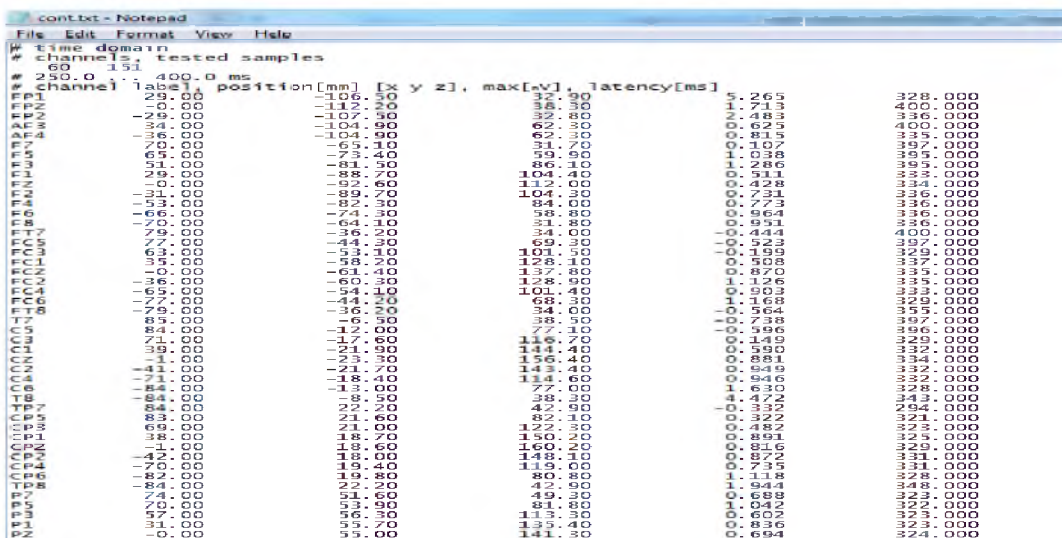 cont.txt - Notepad
File Edit Format View Help
# time domain
# channels, tested samples
60 151
# 250.0 ... 400.0 ms
# channel label, position[mm] [x y z], max[µV], latency[ms]
FP1 29.00 -106.50 32.90 5.265 328.000
FPZ -0.00 -112.20 38.30 1.713 400.000
FP2 -29.00 -107.50 32.80 2.483 336.000
AF3 34.00 -104.90 62.30 0.625 400.000
AF4 -36.00 -104.90 62.30 0.815 335.000
F7 70.00 -65.10 31.70 0.107 397.000
F5 65.00 -73.40 59.90 1.038 395.000
F3 51.00 -81.50 86.10 1.286 395.000
F1 29.00 -88.70 104.40 0.511 333.000
FZ -0.00 -92.60 112.00 0.428 334.000
F2 -31.00 -89.70 104.30 0.731 336.000
F4 -53.00 -82.30 84.00 0.773 336.000
F6 -66.00 -74.30 58.80 0.964 336.000
F8 -70.00 -64.10 31.80 0.951 336.000
FT7 79.00 -36.20 34.00 -0.444 400.000
FC5 77.00 -44.30 69.30 -0.523 397.000
FC3 63.00 -53.10 101.50 -0.199 329.000
FC1 35.00 -58.20 128.10 0.508 337.000
FCZ -0.00 -61.40 137.80 0.870 335.000
FC2 -36.00 -60.30 128.90 1.126 335.000
FC4 -65.00 -54.10 101.40 0.903 333.000
FC6 -77.00 -44.20 68.30 1.168 329.000
FT8 -79.00 -36.20 34.00 -0.564 355.000
T7 85.00 -6.50 38.50 -0.738 397.000
C5 84.00 -12.00 77.10 -0.596 396.000
C3 71.00 -17.60 116.70 0.149 329.000
C1 39.00 -21.90 144.40 0.590 332.000
CZ -1.00 -23.30 156.40 0.881 334.000
C2 -41.00 -21.70 143.40 0.949 332.000
C4 -71.00 -18.40 114.60 0.946 332.000
C6 -84.00 -13.00 77.00 1.630 328.000
T8 -84.00 -8.50 38.30 4.472 343.000
TP7 84.00 22.20 42.90 -0.332 294.000
CP5 83.00 21.60 82.10 0.322 321.000
CP3 69.00 21.00 122.30 0.482 323.000
CP1 38.00 18.70 150.20 0.891 325.000
CPZ -1.00 18.60 160.20 0.816 329.000
CP2 -42.00 18.00 148.10 0.872 331.000
CP4 -70.00 19.40 119.00 0.735 331.000
CP6 -82.00 19.80 80.80 1.118 328.000
TP8 -84.00 22.20 42.90 1.944 348.000
P7 74.00 51.60 49.30 0.688 323.000
P5 70.00 53.90 81.80 1.042 322.000
P3 57.00 56.30 113.30 0.602 323.000
P1 31.00 55.70 135.40 0.836 323.000
PZ -0.00 55.00 141.30 0.694 324.000